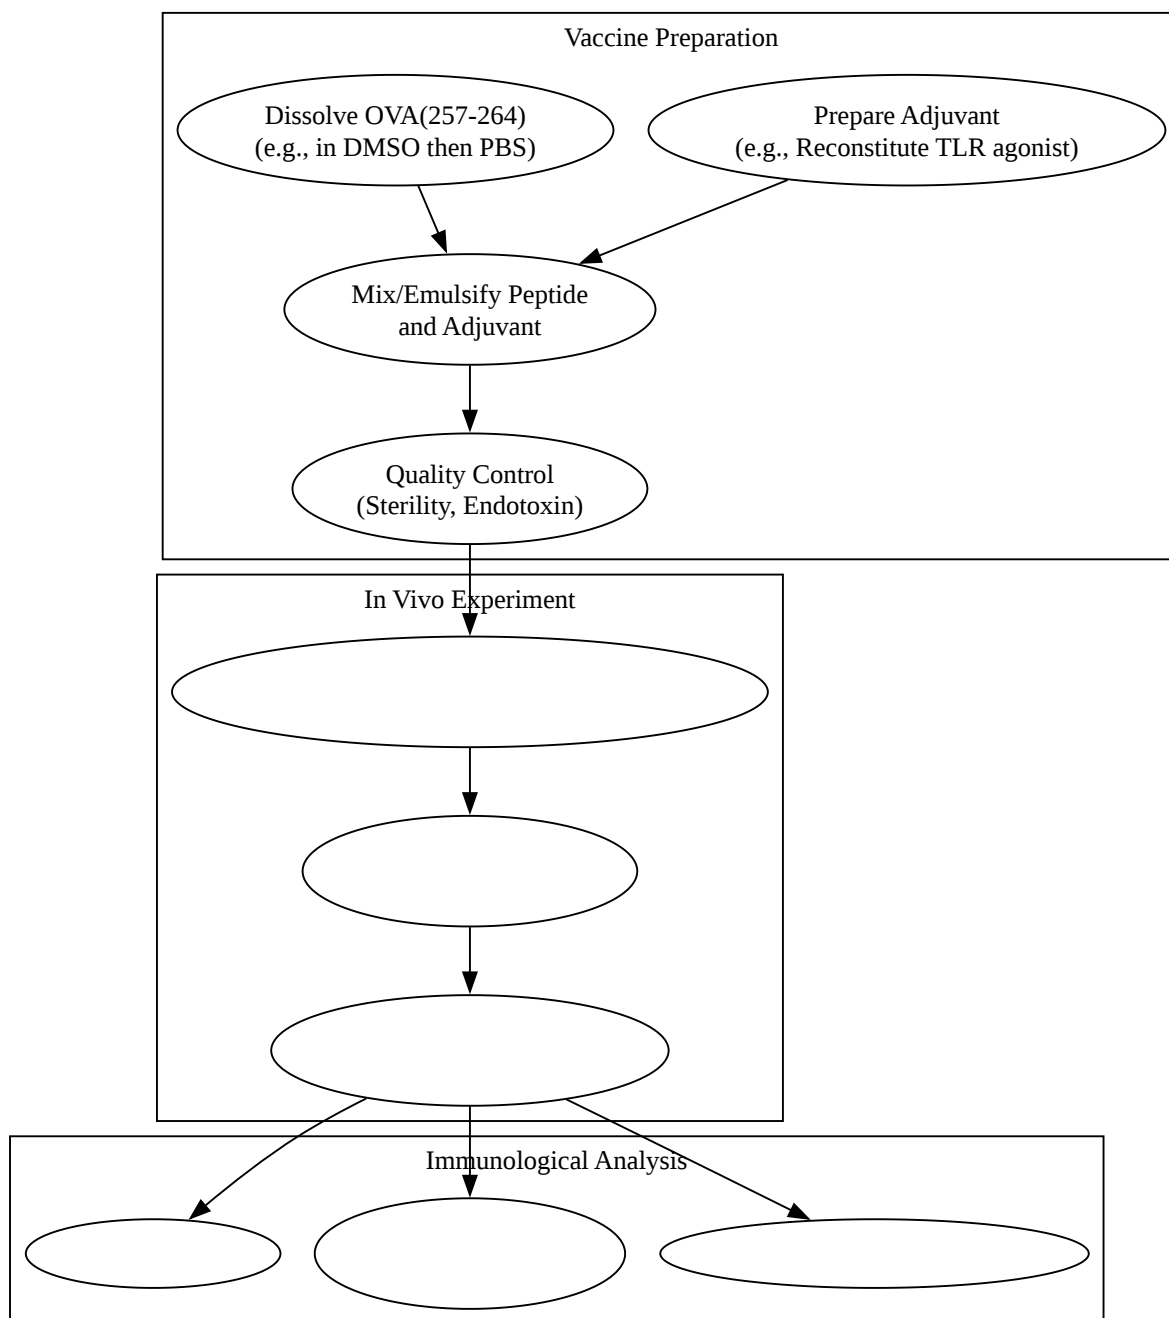 Vaccine Preparation
Dissolve OVA(257-264)
(e.g., in DMSO then PBS)
Prepare Adjuvant
(e.g., Reconstitute TLR agonist)
Mix/Emulsify Peptide
and Adjuvant
Quality Control
(Sterility, Endotoxin)
In Vivo Experiment
Immunological Analysis